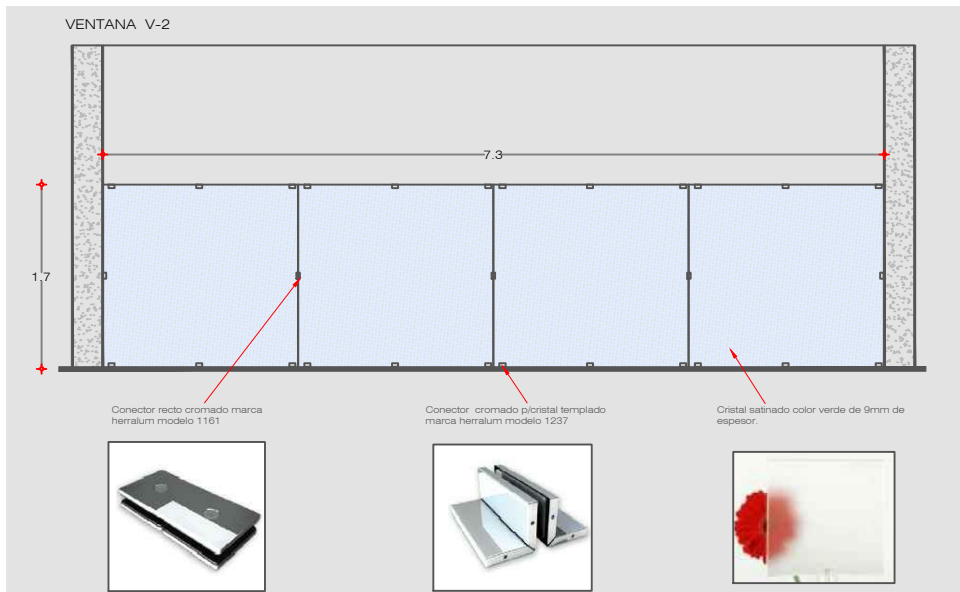 VENTANA V-2
7.3
1.7
Conector recto cromado marca
herralum modelo 1161
Conector cromado p/cristal templado
marca herralum modelo 1237
Cristal satinado color verde de 9mm de
espesor.